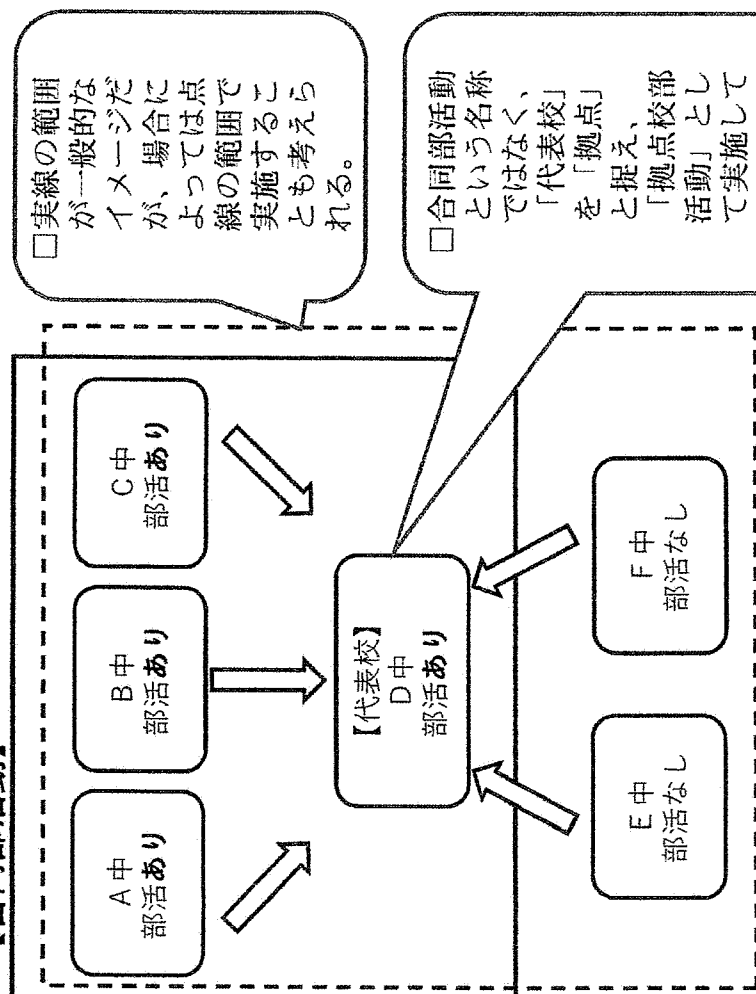 A中
部活あり
B中
部活あり
C中
部活あり
【代表校】
D中
部活あり
E中
部活なし
F中
部活なし
□実線の範囲
が一般的な
イメージだ
が、場合に
よっては点
線の範囲で
実施するこ
とも考えら
れる。
□合同部活動
という名称
ではなく、
「代表校」
を「拠点」
と捉え、
「拠点校部
活動」とし
て実施して